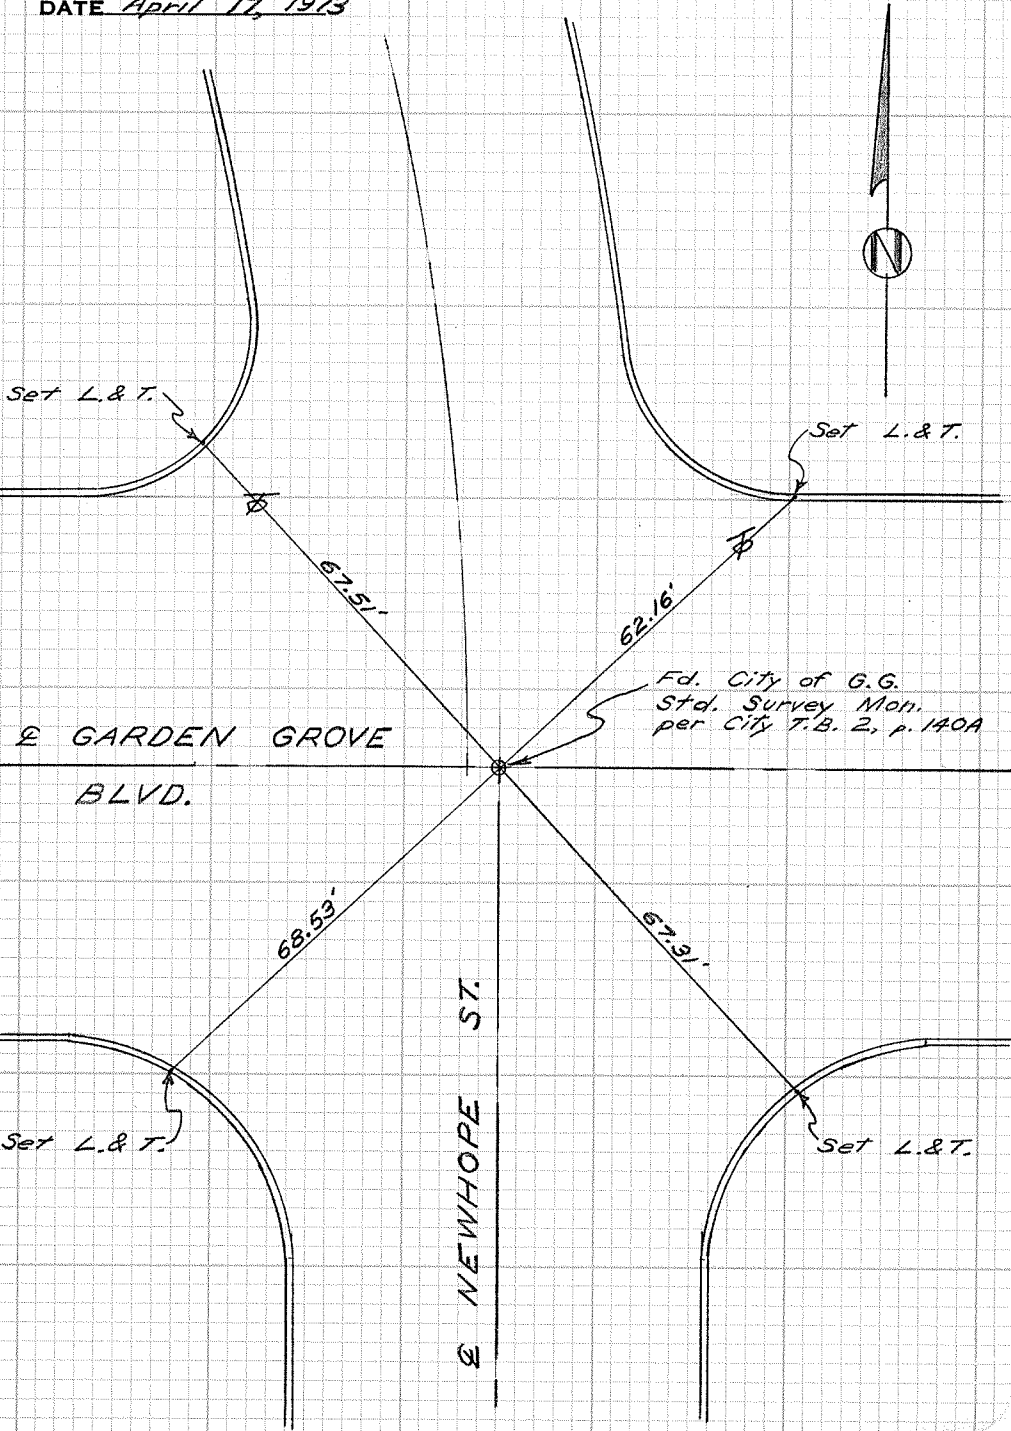 DATE April 17, 1973
N
Set L.& T.
Set L.& T.
67.51'
62.16'
Fd. City of G.G.
Std. Survey Mon.
per City T.B. 2, p. 140A
℄ GARDEN GROVE
BLVD.
68.53'
67.31'
℄ NEWHOPE ST.
Set L.& T.
Set L.& T.